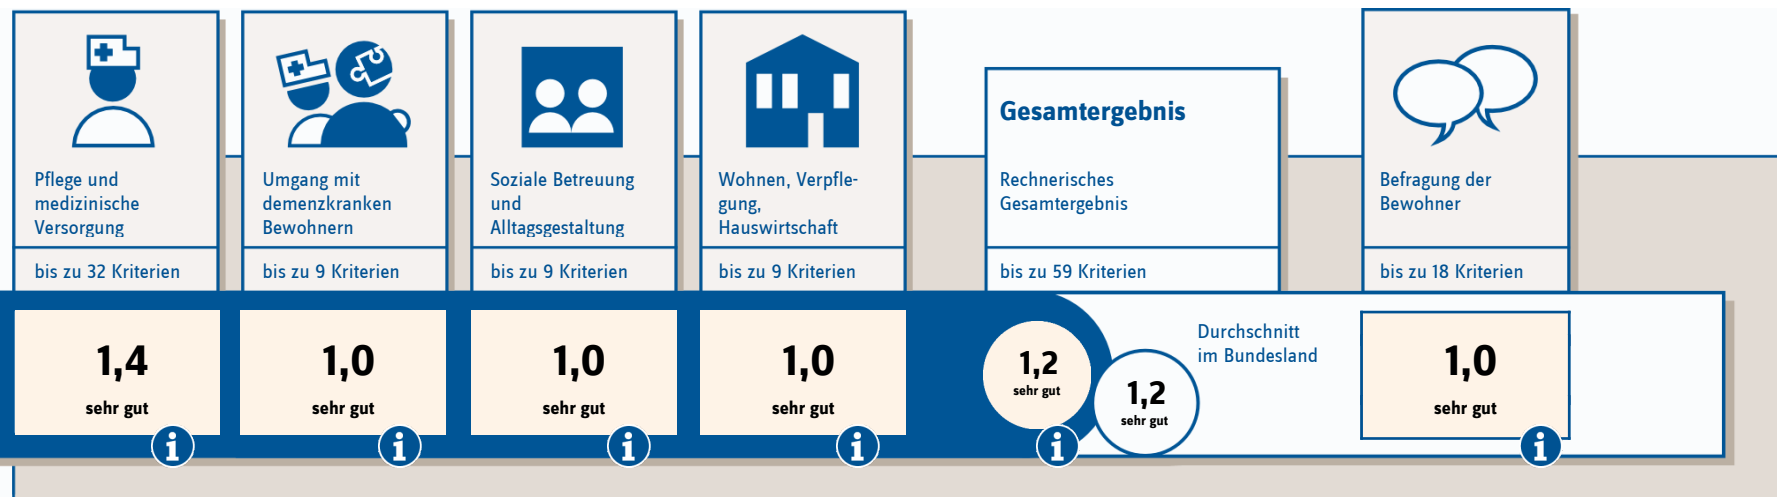 Pflege und
medizinische
Versorgung
bis zu 32 Kriterien
1,4
sehr gut
Umgang mit
demenzkranken
Bewohnern
bis zu 9 Kriterien
1,0
sehr gut
Soziale Betreuung
und
Alltagsgestaltung
bis zu 9 Kriterien
1,0
sehr gut
Wohnen, Verpfle-
gung,
Hauswirtschaft
bis zu 9 Kriterien
1,0
sehr gut
Gesamtergebnis
Rechnerisches
Gesamtergebnis
bis zu 59 Kriterien
1,2
sehr gut
Durchschnitt
im Bundesland
1,2
sehr gut
Befragung der
Bewohner
bis zu 18 Kriterien
1,0
sehr gut